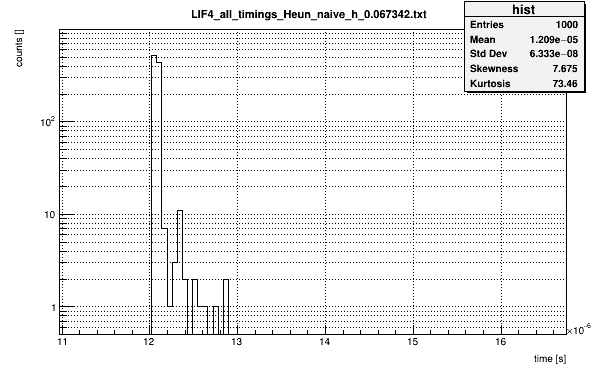 LIF4_all_timings_Heun_naive_h_0.067342.txt
hist
Entries 1000
Mean 1.209e−05
Std Dev 6.333e−08
Skewness 7.675
Kurtosis 73.46
counts []
10²
10
1
11 12 13 14 15 16
×10⁻⁶
time [s]